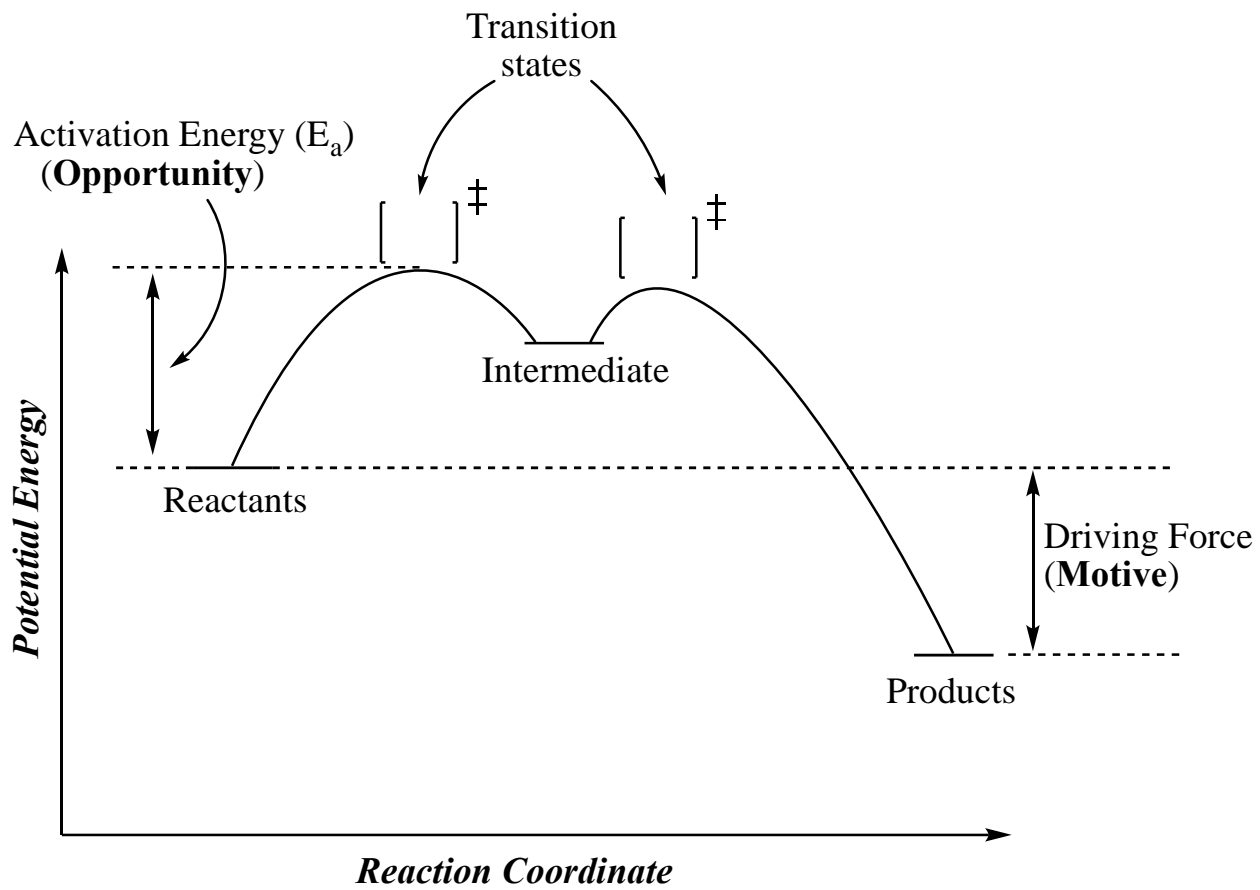 Transition
states
Activation Energy (Ea)
(Opportunity)
‡
‡
Intermediate
Reactants
Driving Force
(Motive)
Products
Potential Energy
Reaction Coordinate